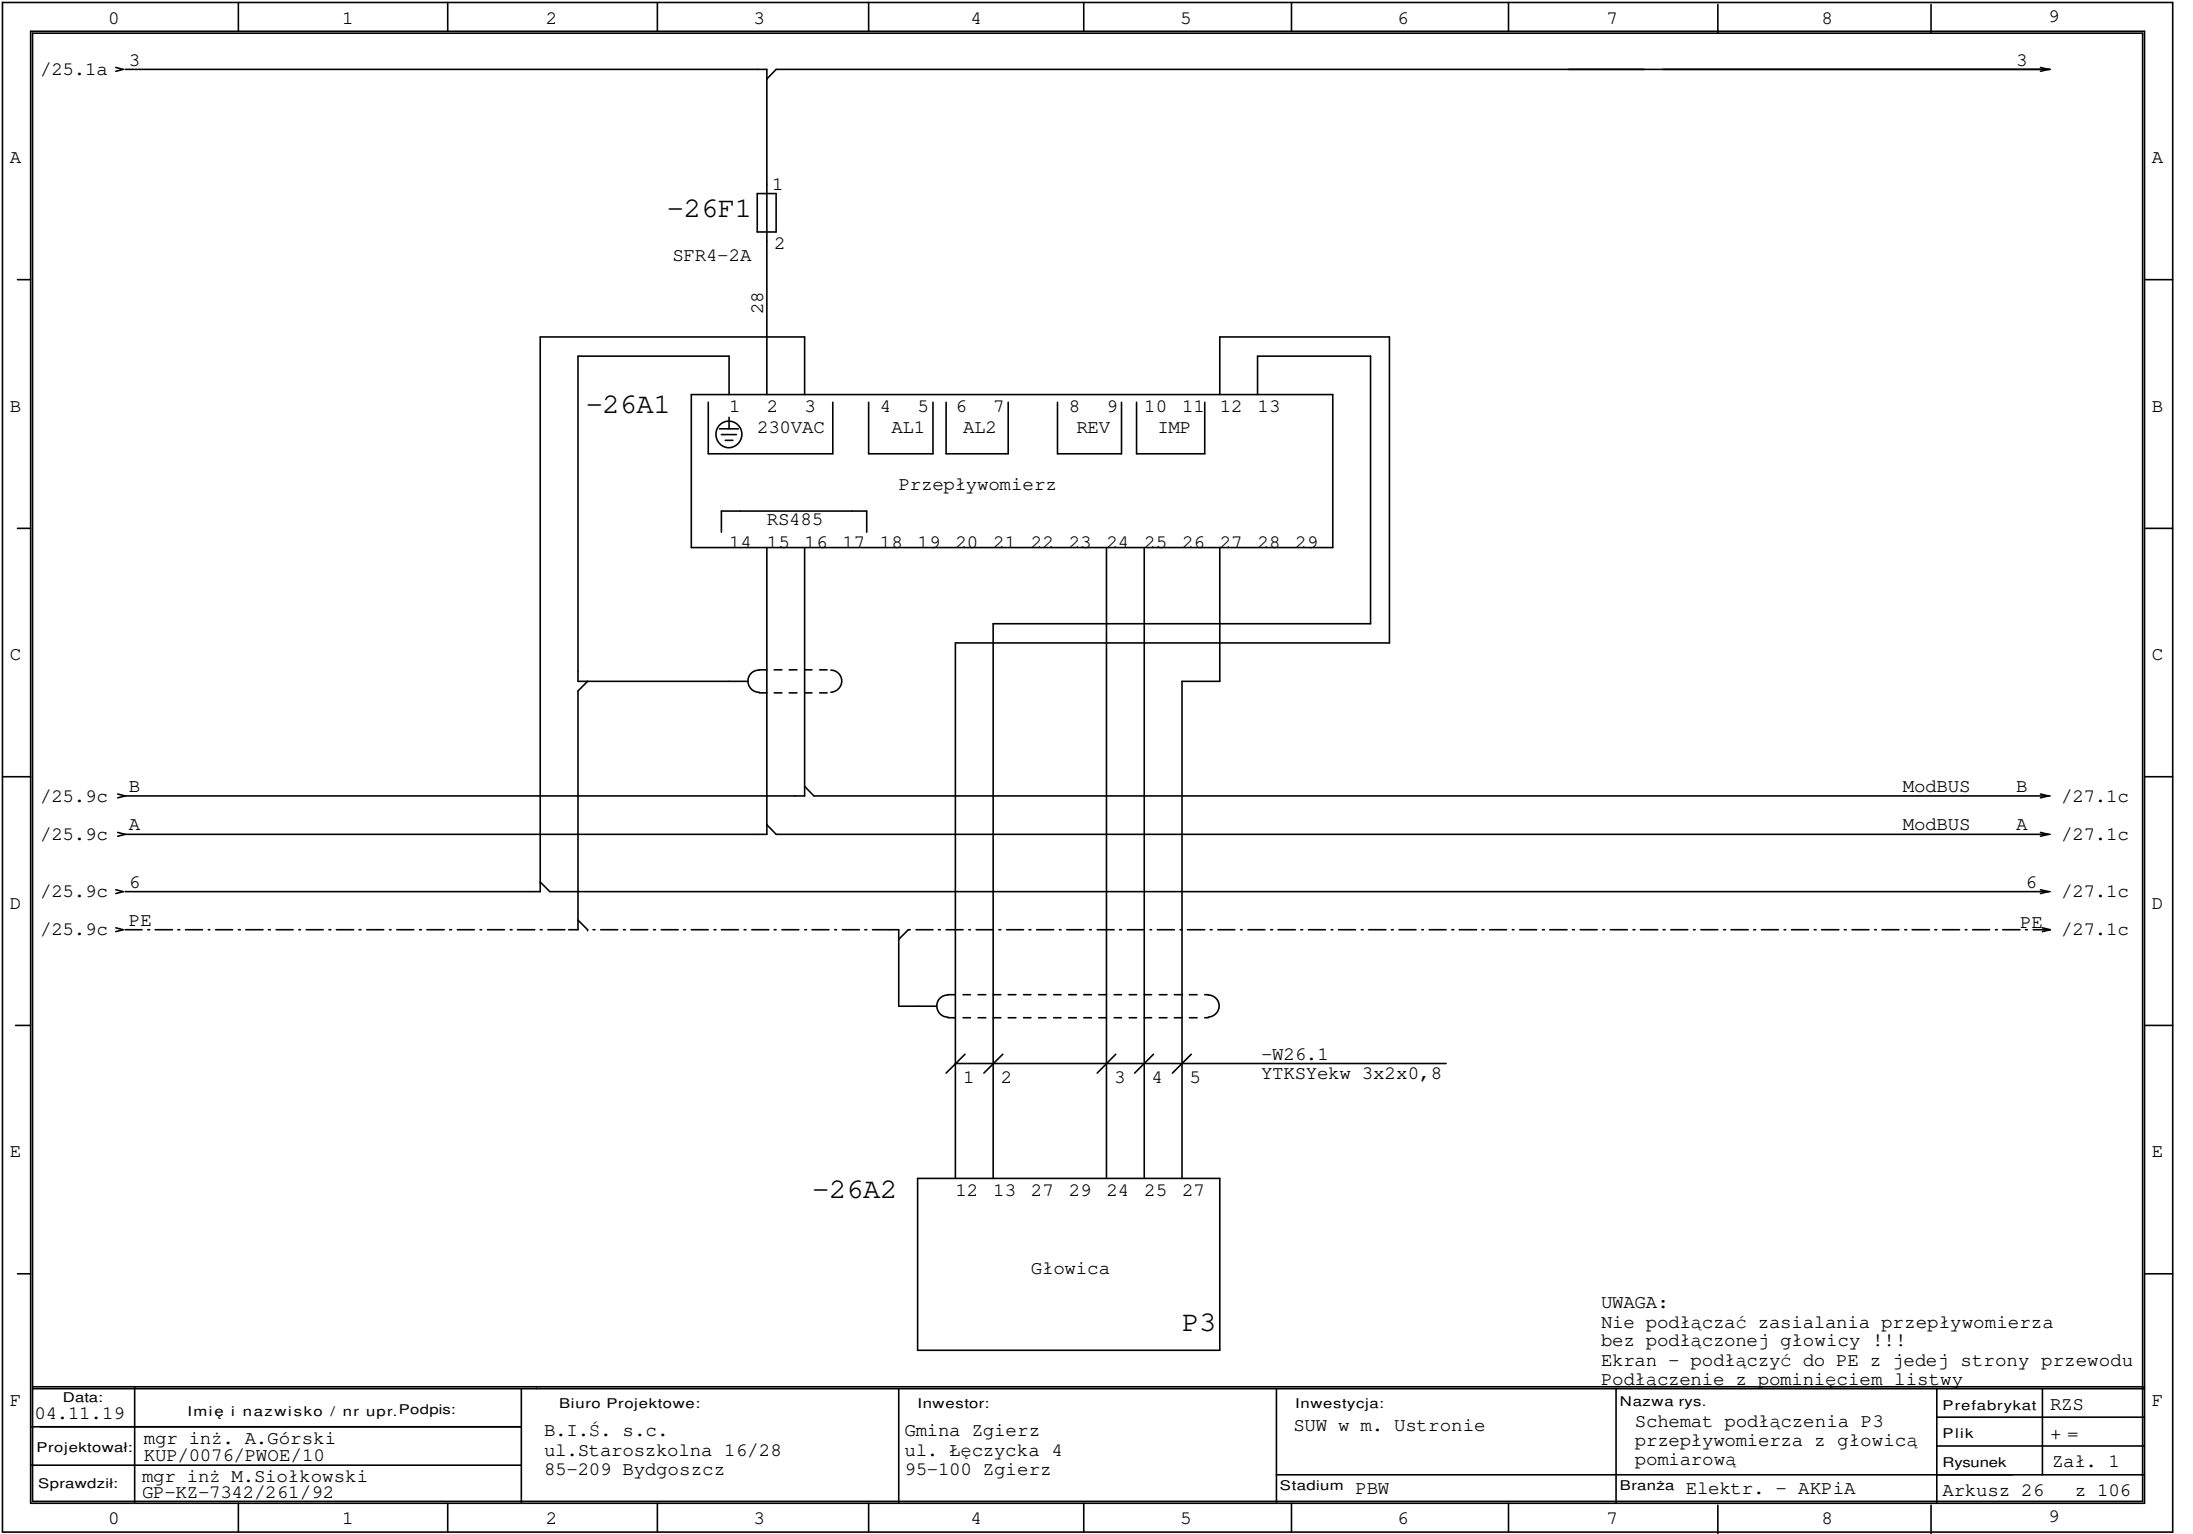 0 1 2 3 4 5 6 7 8 9
/25.1a 3 3
A A
1
-26F1
2
SFR4-2A
28
B -26A1 B
1 2 3 4 5 6 7 8 9 10 11 12 13
230VAC AL1 AL2 REV IMP
Przepływomierz
RS485
14 15 16 17 18 19 20 21 22 23 24 25 26 27 28 29
C C
/25.9c B ModBUS B /27.1c
/25.9c A ModBUS A /27.1c
/25.9c 6 6 /27.1c
D D
/25.9c PE PE /27.1c
-W26.1
1 2 3 4 5 YTKSYekw 3x2x0,8
E E
-26A2 12 13 27 29 24 25 27
Głowica
P3
UWAGA:
Nie podłączać zasialania przepływomierza
bez podłączonej głowicy !!!
Ekran - podłączyć do PE z jedej strony przewodu
Podłączenie z pominięciem listwy
F F
Data:
04.11.19
Imię i nazwisko / nr upr. Podpis:
Projektował:
mgr inż. A.Górski
KUP/0076/PWOE/10
Sprawdził:
mgr inż M.Siołkowski
GP-KZ-7342/261/92
Biuro Projektowe:
B.I.Ś. s.c.
ul.Staroszkolna 16/28
85-209 Bydgoszcz
Inwestor:
Gmina Zgierz
ul. Łęczycka 4
95-100 Zgierz
Inwestycja:
SUW w m. Ustronie
Stadium PBW
Nazwa rys.
Schemat podłączenia P3
przepływomierza z głowicą
pomiarową
Branża Elektr. - AKPiA
Prefabrykat RZS
Plik + =
Rysunek Zał. 1
Arkusz 26 z 106
0 1 2 3 4 5 6 7 8 9